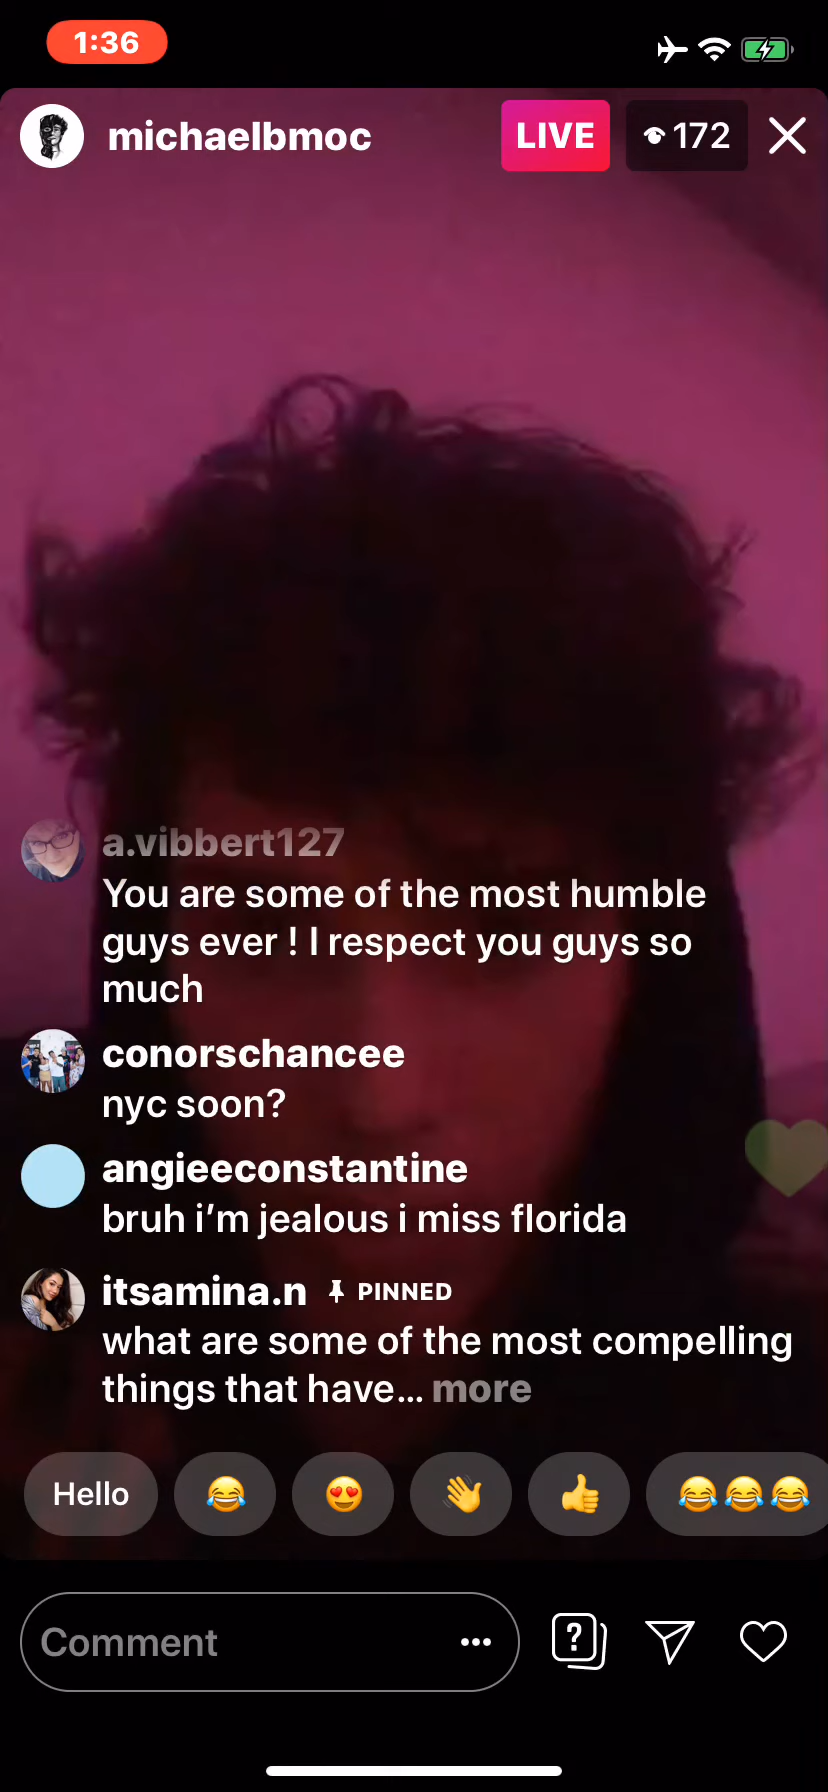 1:36
michaelbmoc
LIVE
172
a.vibbert127
You are some of the most humble
guys ever ! I respect you guys so
much
conorschancee
nyc soon?
angieeconstantine
bruh i’m jealous i miss florida
itsamina.n PINNED
what are some of the most compelling
things that have... more
Hello 😂 😍 👋 👍 😂😂😂
Comment
?